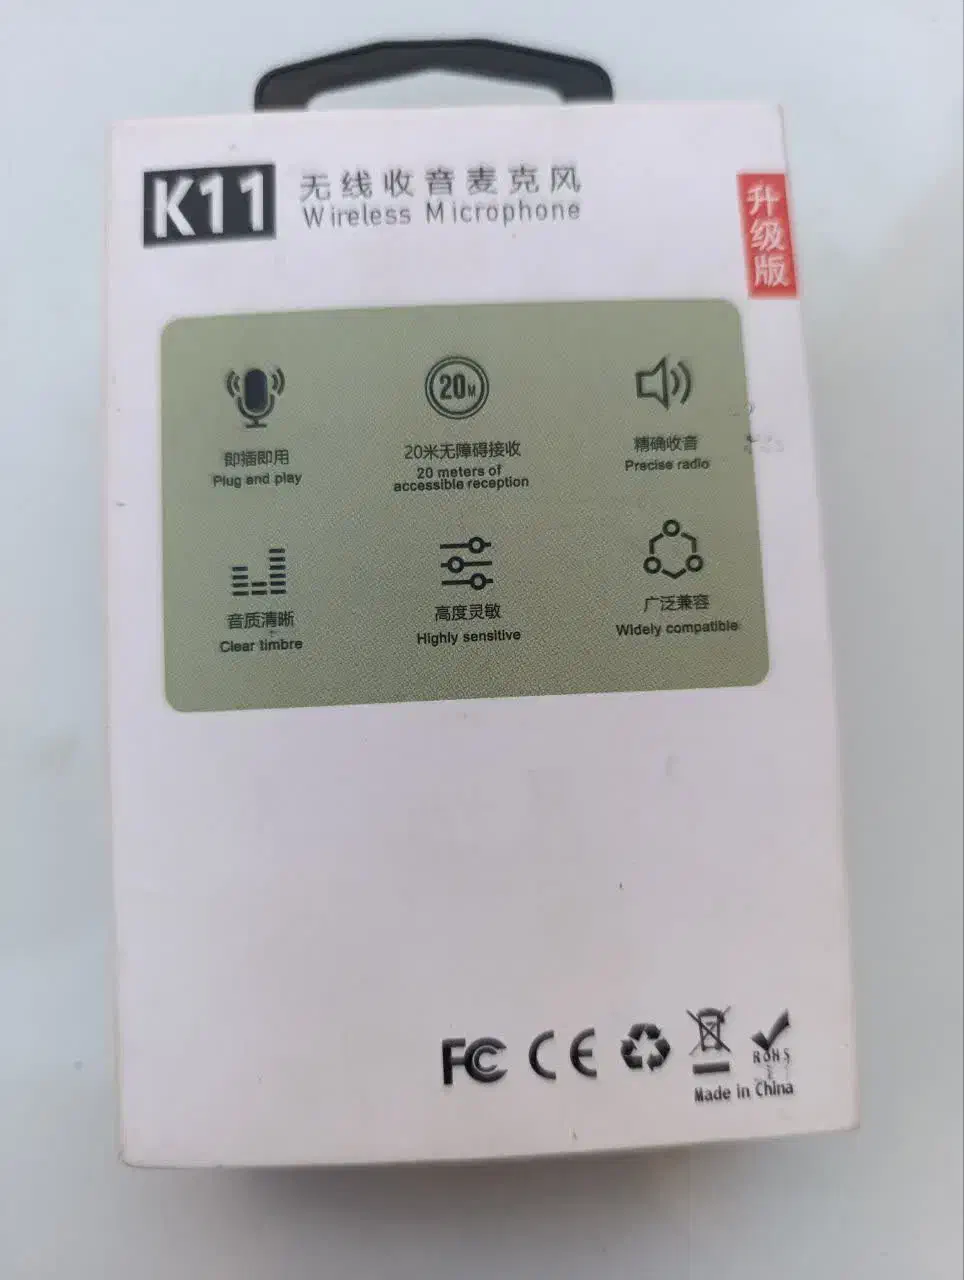 K11
无线收音麦克风
Wireless Microphone
升级版
20M
即插即用
Plug and play
20米无障碍接收
20 meters of
accessible reception
精确收音
Precise radio
音质清晰
Clear timbre
高度灵敏
Highly sensitive
广泛兼容
Widely compatible
FC CE
ROHS
Made in China